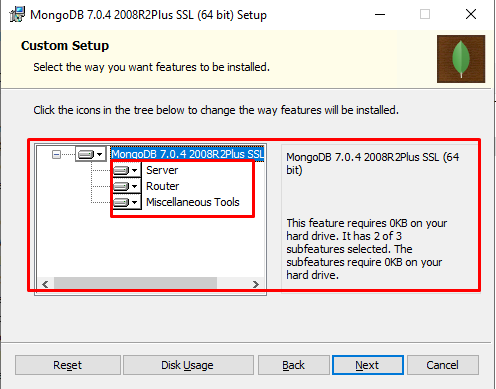 MongoDB 7.0.4 2008R2Plus SSL (64 bit) Setup
Custom Setup
Select the way you want features to be installed.
Click the icons in the tree below to change the way features will be installed.
MongoDB 7.0.4 2008R2Plus SSL
Server
Router
Miscellaneous Tools
MongoDB 7.0.4 2008R2Plus SSL (64
bit)
This feature requires 0KB on your
hard drive. It has 2 of 3
subfeatures selected. The
subfeatures require 0KB on your
hard drive.
Reset
Disk Usage
Back
Next
Cancel